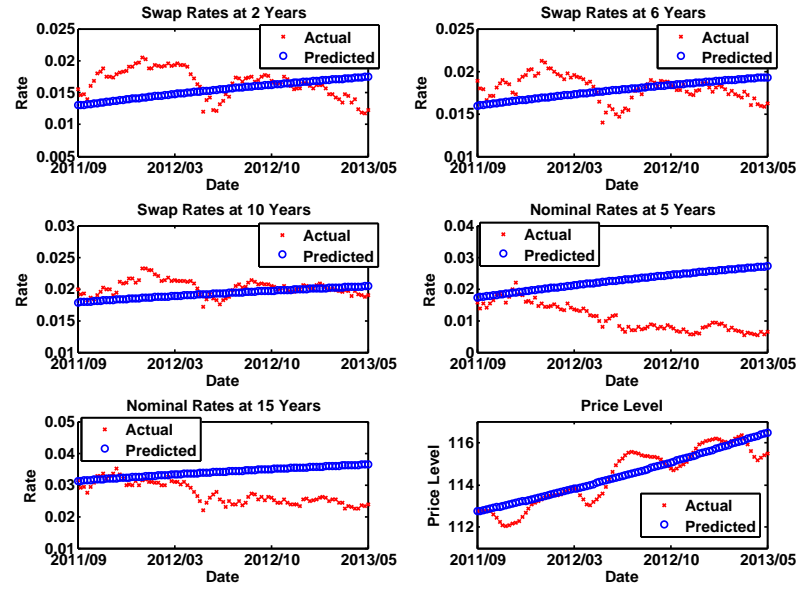 Swap Rates at 2 Years
Rate
0.025
0.02
0.015
0.01
0.005
2011/09 2012/03 2012/10 2013/05
Date
Actual
Predicted
Swap Rates at 6 Years
Rate
0.025
0.02
0.015
0.01
2011/09 2012/03 2012/10 2013/05
Date
Actual
Predicted
Swap Rates at 10 Years
Rate
0.03
0.025
0.02
0.015
0.01
2011/09 2012/03 2012/10 2013/05
Date
Actual
Predicted
Nominal Rates at 5 Years
Rate
0.04
0.03
0.02
0.01
0
2011/09 2012/03 2012/10 2013/05
Date
Actual
Predicted
Nominal Rates at 15 Years
Rate
0.05
0.04
0.03
0.02
0.01
2011/09 2012/03 2012/10 2013/05
Date
Actual
Predicted
Price Level
Price Level
116
114
112
2011/09 2012/03 2012/10 2013/05
Date
Actual
Predicted